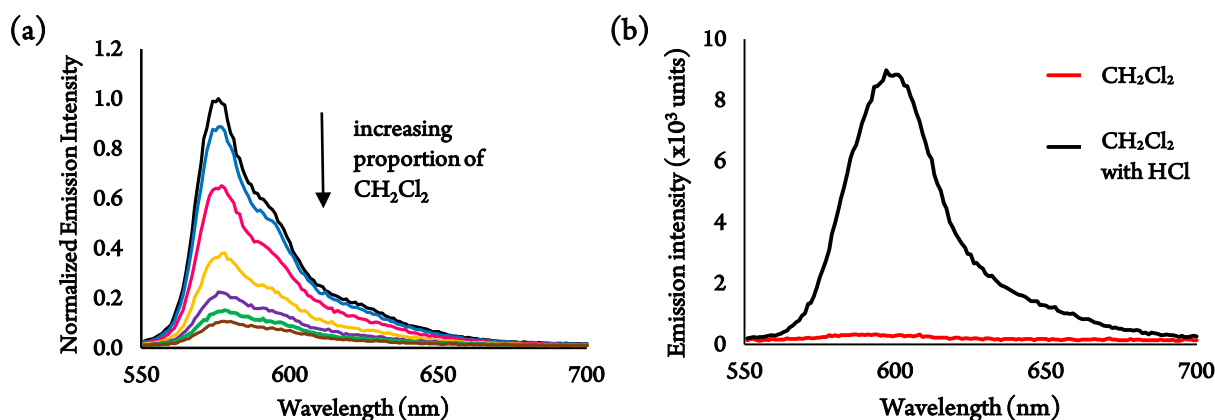 (a)
Normalized Emission Intensity
1.2
1.0
0.8
0.6
0.4
0.2
0.0
increasing
proportion of
CH₂Cl₂
550
600
650
700
Wavelength (nm)
(b)
Emission intensity (x10³ units)
10
8
6
4
2
0
CH₂Cl₂
CH₂Cl₂
with HCl
550
600
650
700
Wavelength (nm)